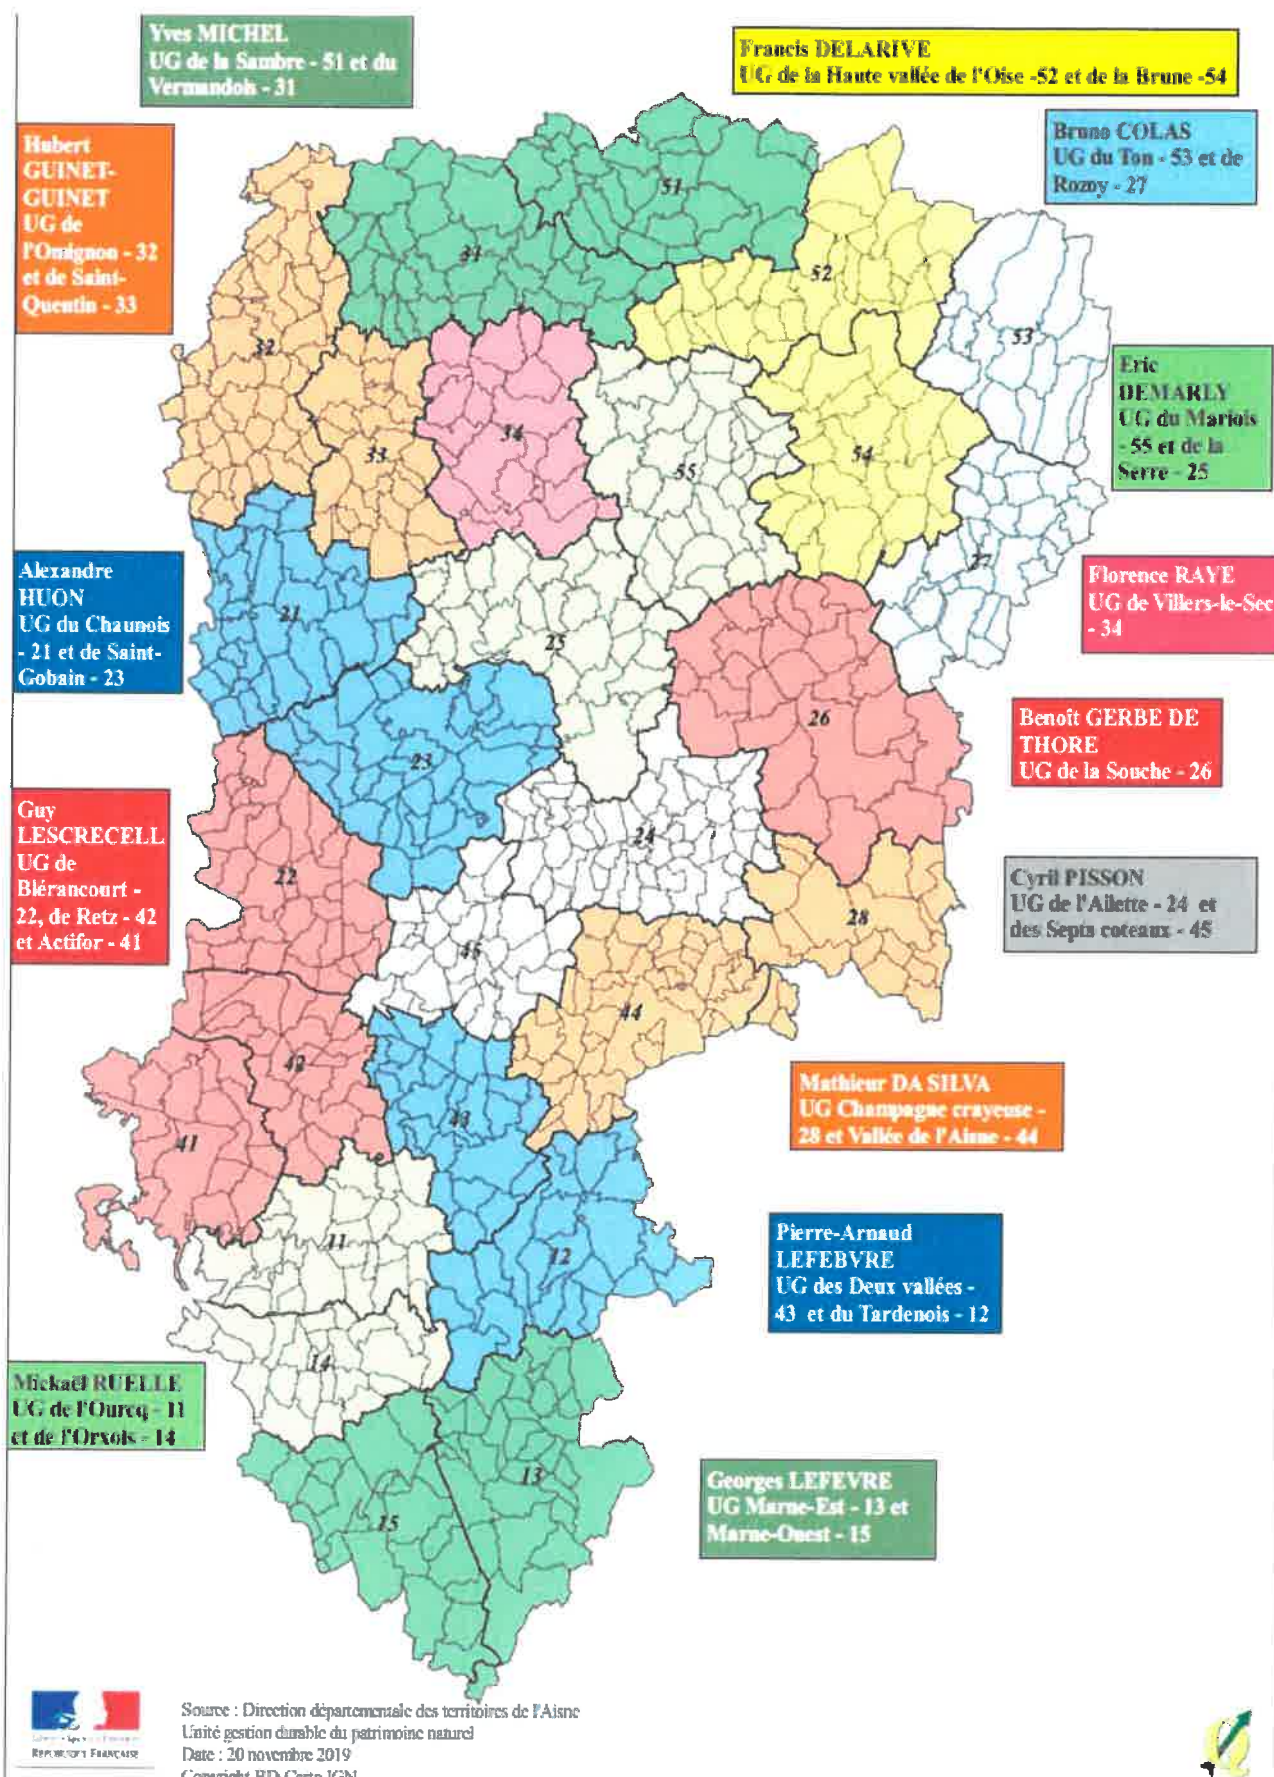 Yves MICHEL
UG de la Sambre - 51 et du
Vermandois - 31
Francis DELARIVE
UG de la Haute vallée de l'Oise -52 et de la Brune -54
Hubert
GUINET-
GUINET
UG de
l'Omignon - 32
et de Saint-
Quentin - 33
Bruno COLAS
UG du Ton - 53 et de
Rozoy - 27
51
31
52
53
32
Eric
DEMARLY
UG du Marlois
- 55 et de la
Serre - 25
34
33
55
54
Alexandre
HUON
UG du Chaunois
- 21 et de Saint-
Gobain - 23
27
Florence RAYE
UG de Villers-le-Sec
- 34
21
25
26
Benoît GERBE DE
THORE
UG de la Souche - 26
23
Guy
LESCRECELL
UG de
Blérancourt -
22, de Retz - 42
et Actifor - 41
24
22
Cyril PISSON
UG de l'Ailette - 24 et
des Septs coteaux - 45
28
45
44
42
Mathieur DA SILVA
UG Champagne crayeuse -
28 et Vallée de l'Aisne - 44
43
41
Pierre-Arnaud
LEFEBVRE
UG des Deux vallées -
43 et du Tardenois - 12
11
12
14
Mickaël RUELLE
UG de l'Ourcq - 11
et de l'Orxois - 14
13
Georges LEFEVRE
UG Marne-Est - 13 et
Marne-Ouest - 15
15
Source : Direction départementale des territoires de l'Aisne
Unité gestion durable du patrimoine naturel
Date : 20 novembre 2019
Copyright BD Carto IGN
RÉPUBLIQUE FRANÇAISE